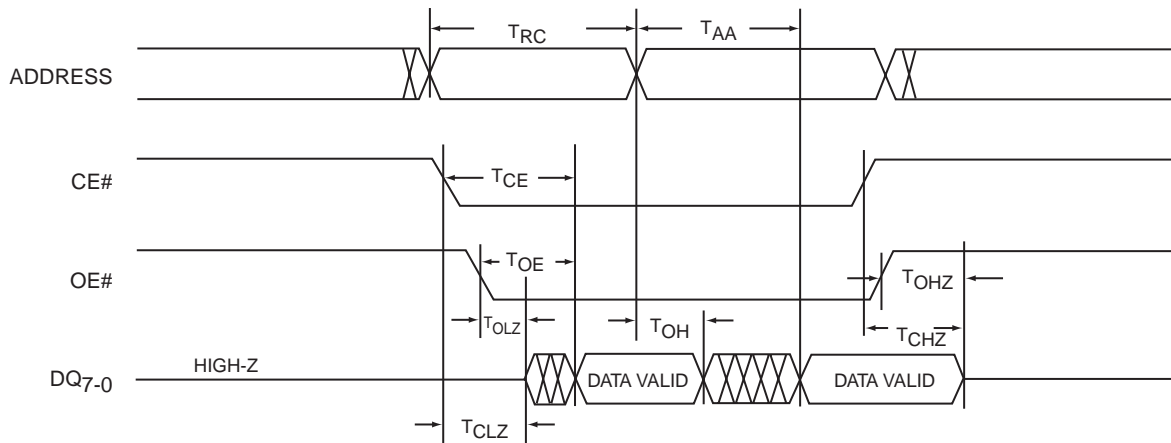 TRC
TAA
ADDRESS
TCE
CE#
TOE
OE#
TOHZ
TOLZ
TOH
TCHZ
HIGH-Z
DQ7-0
DATA VALID
DATA VALID
TCLZ